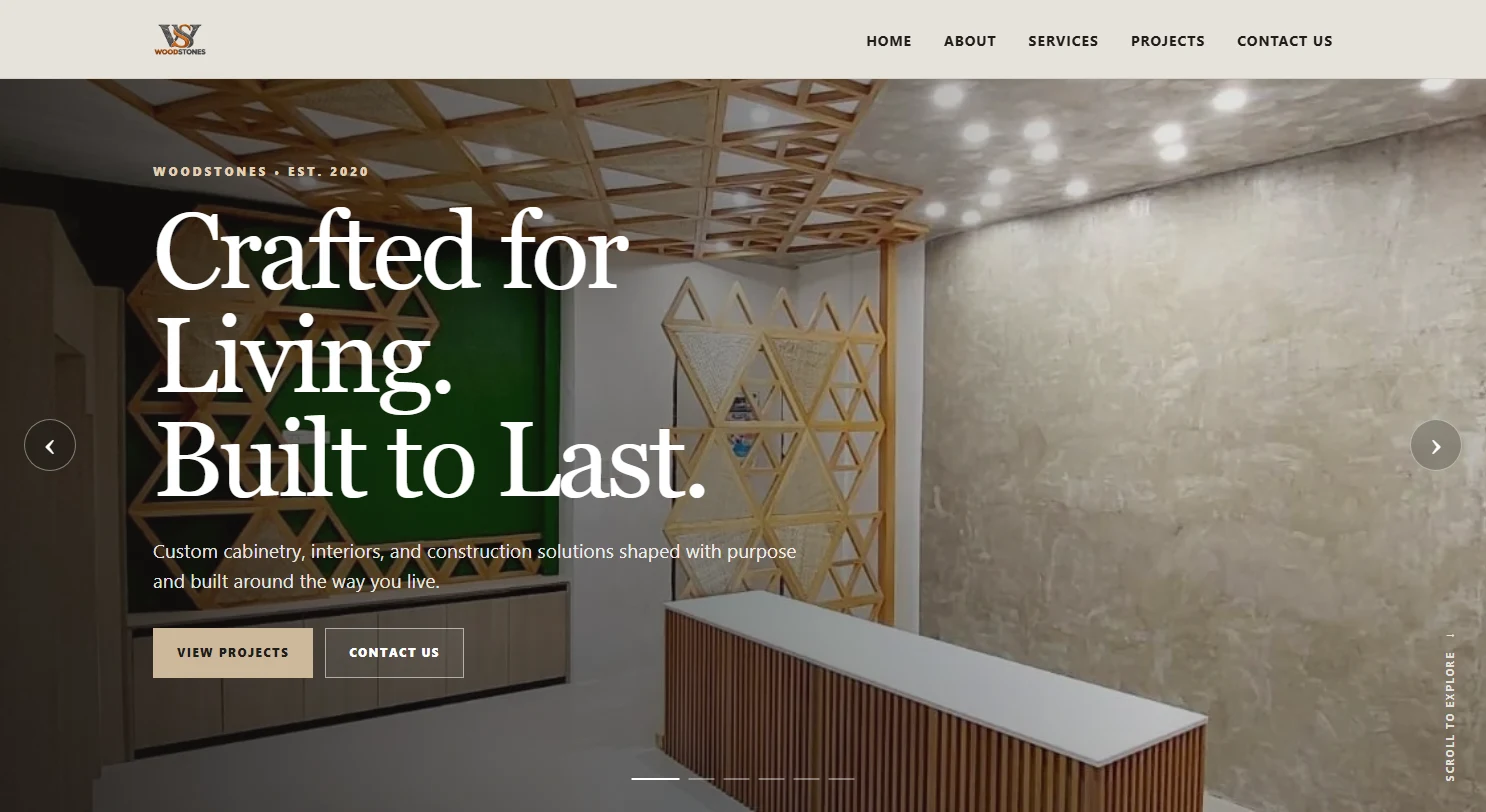 WOODSTONES
HOME ABOUT SERVICES PROJECTS CONTACT US
WOODSTONES • EST. 2020
Crafted for
Living.
Built to Last.
Custom cabinetry, interiors, and construction solutions shaped with purpose
and built around the way you live.
VIEW PROJECTS CONTACT US
SCROLL TO EXPLORE →